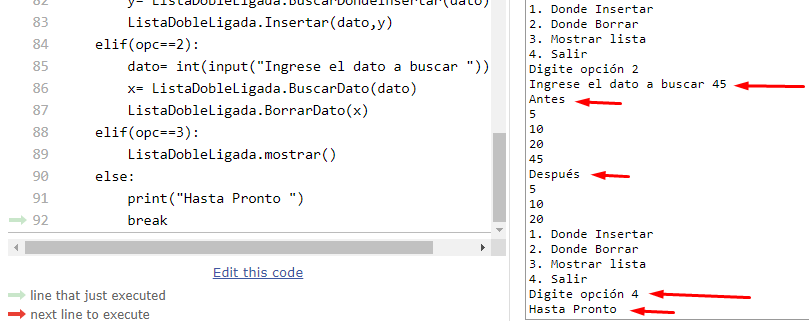 82 y= ListaDobleLigada.BuscarDondeInsertar(dato)
83 ListaDobleLigada.Insertar(dato,y)
84 elif(opc==2):
85 dato= int(input("Ingrese el dato a buscar "))
86 x= ListaDobleLigada.BuscarDato(dato)
87 ListaDobleLigada.BorrarDato(x)
88 elif(opc==3):
89 ListaDobleLigada.mostrar()
90 else:
91 print("Hasta Pronto ")
92 break
Edit this code
line that just executed
next line to execute
1. Donde Insertar
2. Donde Borrar
3. Mostrar lista
4. Salir
Digite opción 2
Ingrese el dato a buscar 45
Antes
5
10
20
45
Después
5
10
20
1. Donde Insertar
2. Donde Borrar
3. Mostrar lista
4. Salir
Digite opción 4
Hasta Pronto